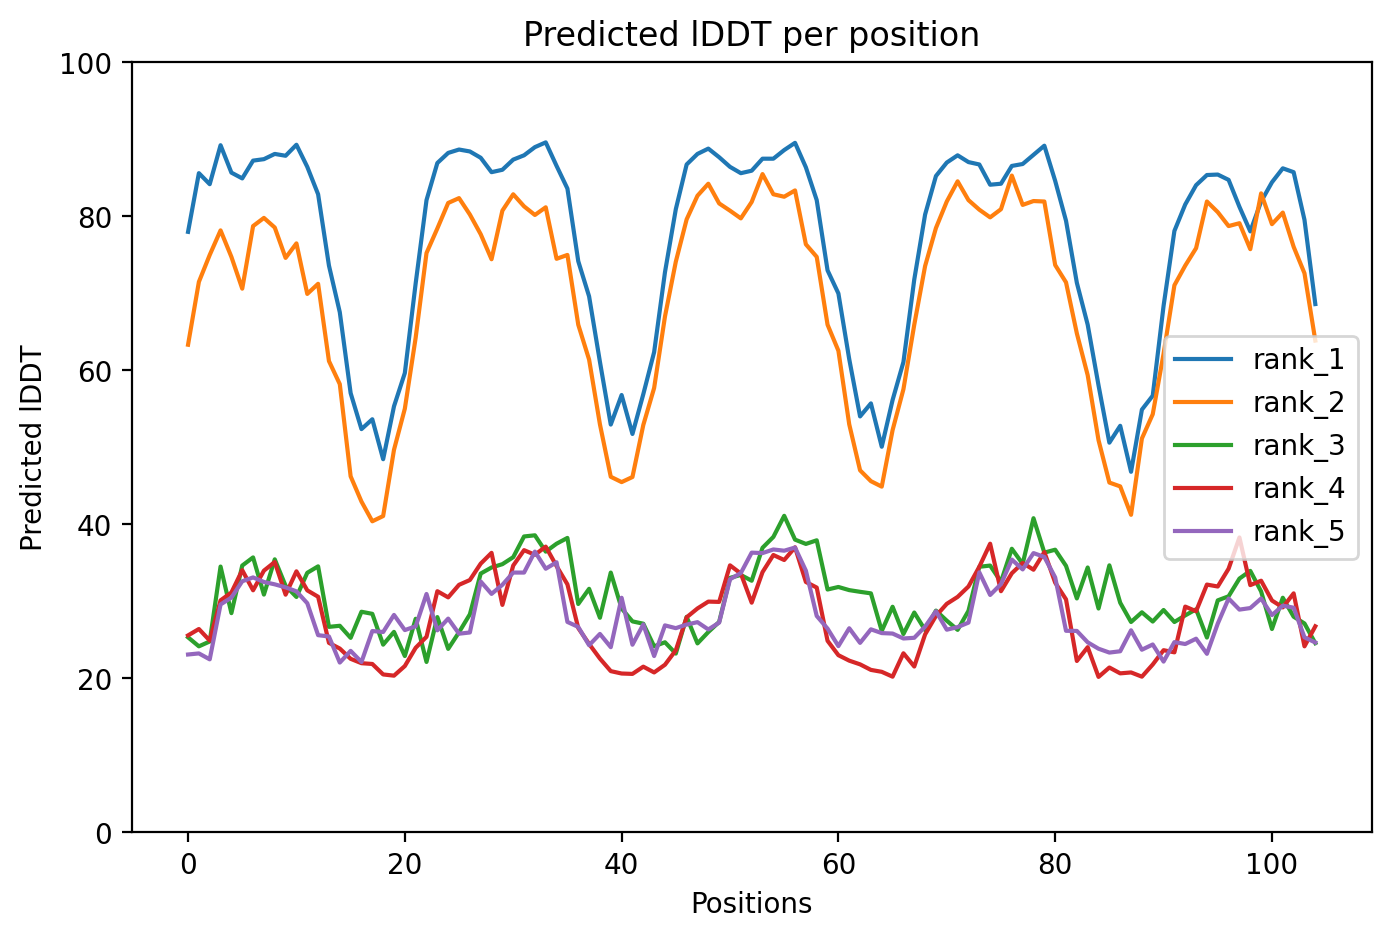 Predicted lDDT per position
100
80
60
40
20
0
Predicted lDDT
0 20 40 60 80 100
Positions
rank_1
rank_2
rank_3
rank_4
rank_5